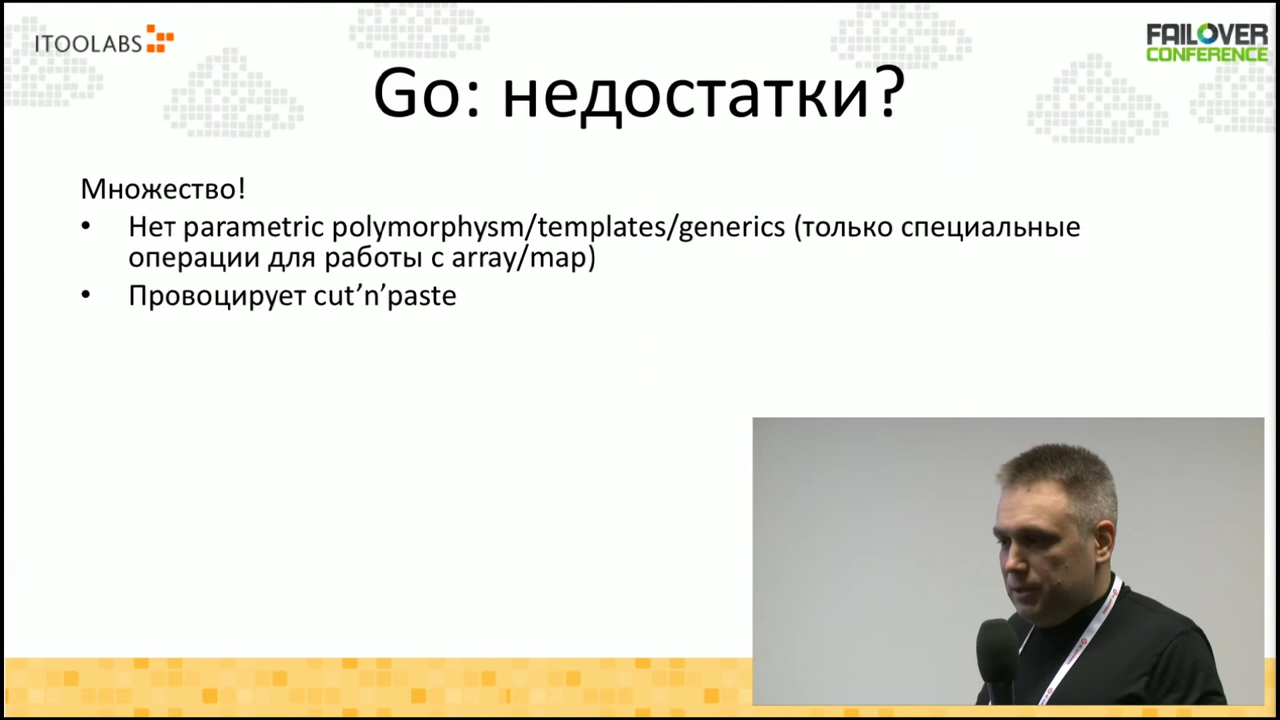 ITOOLABS
FAILOVER
CONFERENCE
Go: недостатки?
Множество!
• Нет parametric polymorphysm/templates/generics (только специальные
операции для работы с array/map)
• Провоцирует cut’n’paste